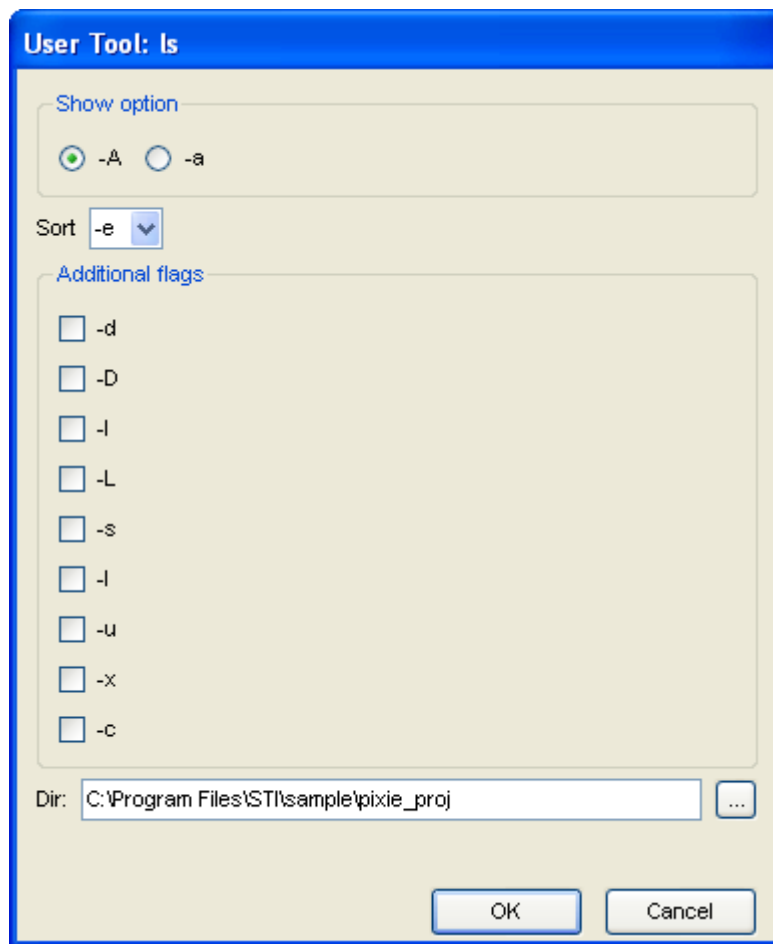 User Tool: ls
Show option
-A -a
Sort -e
Additional flags
-d
-D
-l
-L
-s
-l
-u
-x
-c
Dir: C:\Program Files\STI\sample\pixie_proj ...
OK Cancel